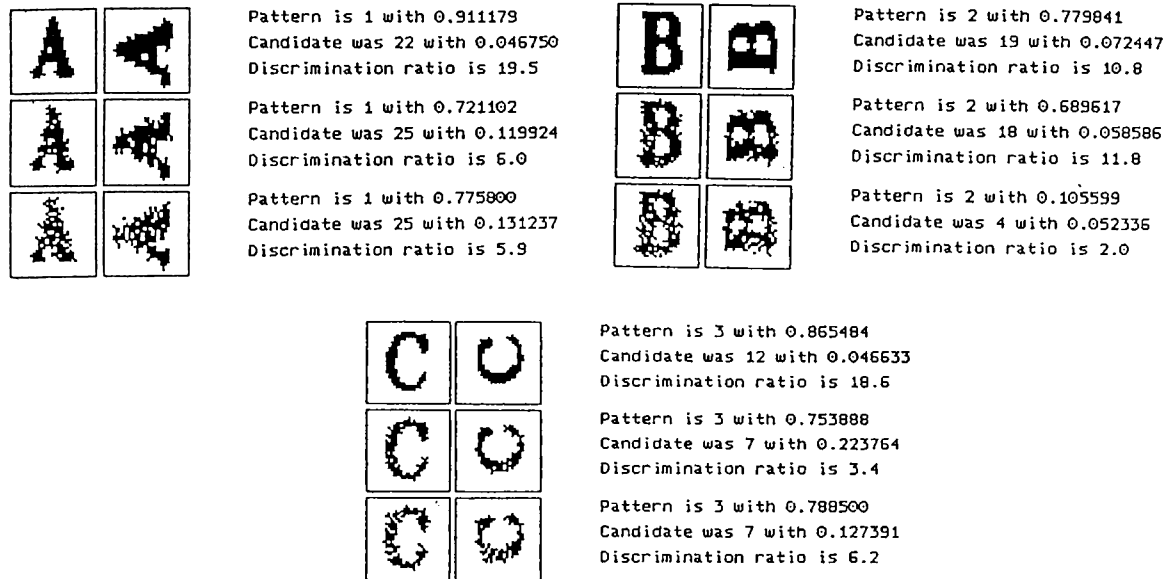 A
Pattern is 1 with 0.911179
Candidate was 22 with 0.046750
Discrimination ratio is 19.5
A
Pattern is 1 with 0.721102
Candidate was 25 with 0.119924
Discrimination ratio is 6.0
A
Pattern is 1 with 0.775800
Candidate was 25 with 0.131237
Discrimination ratio is 5.9
B
Pattern is 2 with 0.779841
Candidate was 19 with 0.072447
Discrimination ratio is 10.8
B
Pattern is 2 with 0.689617
Candidate was 18 with 0.058586
Discrimination ratio is 11.8
B
Pattern is 2 with 0.105599
Candidate was 4 with 0.052336
Discrimination ratio is 2.0
C
Pattern is 3 with 0.865484
Candidate was 12 with 0.046633
Discrimination ratio is 18.6
C
Pattern is 3 with 0.753888
Candidate was 7 with 0.223764
Discrimination ratio is 3.4
C
Pattern is 3 with 0.788500
Candidate was 7 with 0.127391
Discrimination ratio is 6.2